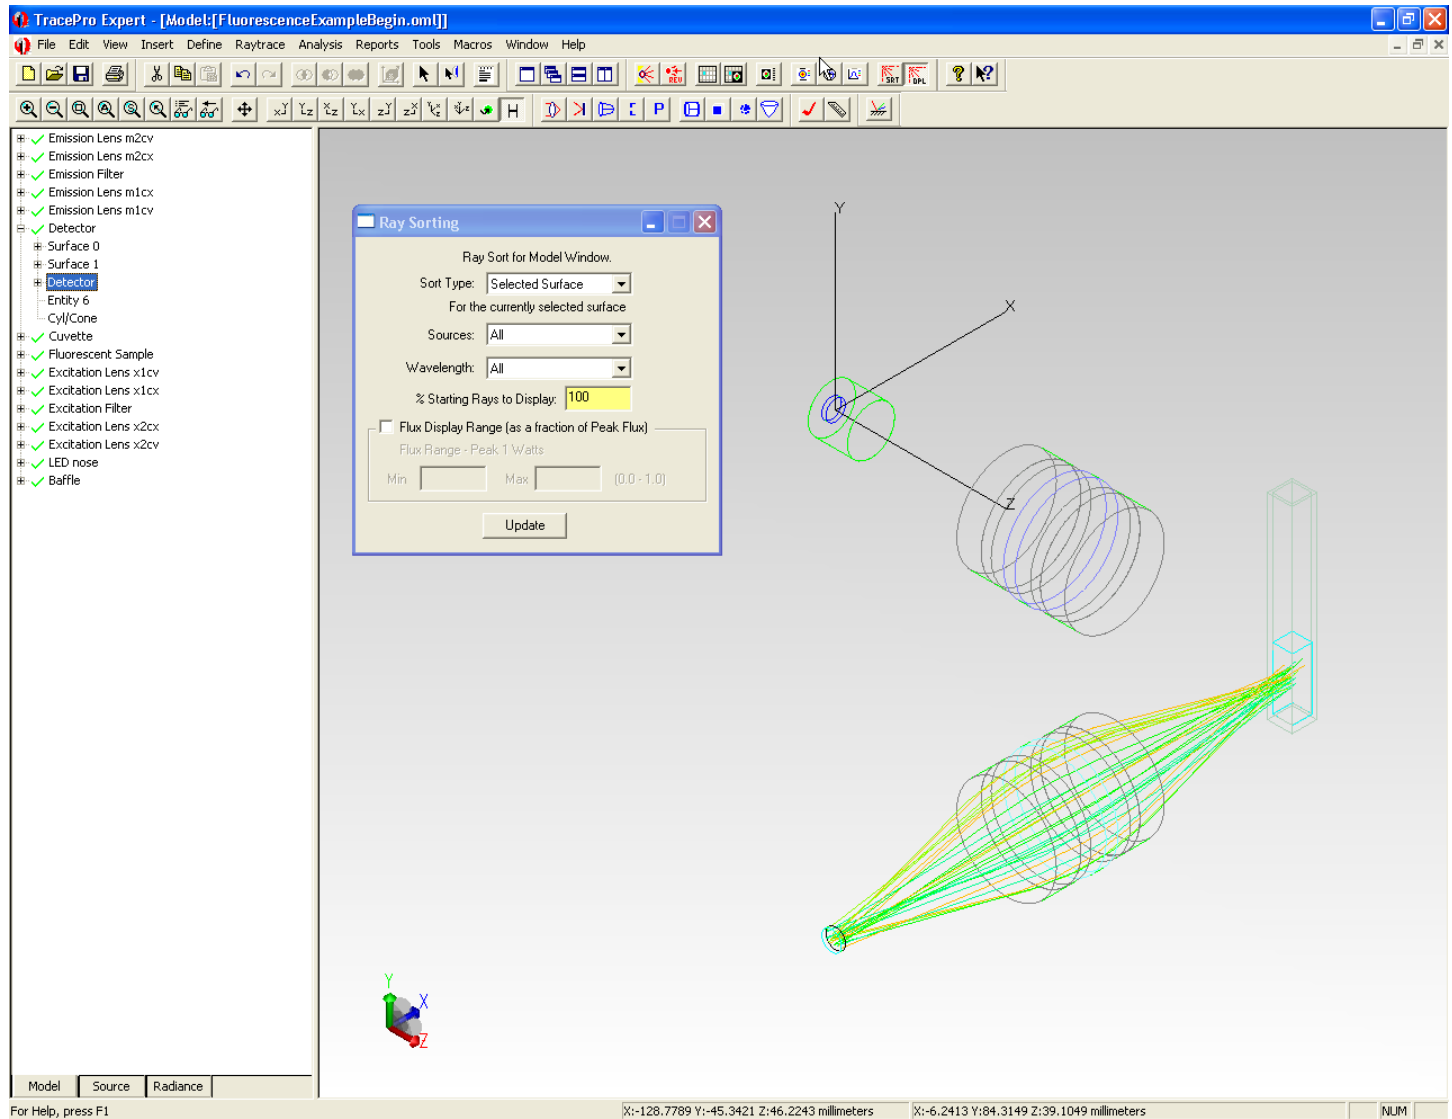 TracePro Expert - [Model:[FluorescenceExampleBegin.oml]]
File Edit View Insert Define Raytrace Analysis Reports Tools Macros Window Help
REV SRT DPL
H P
Emission Lens m2cv
Emission Lens m2cx
Emission Filter
Emission Lens m1cx
Emission Lens m1cv
Detector
Surface 0
Surface 1
Detector
Entity 6
Cyl/Cone
Cuvette
Fluorescent Sample
Excitation Lens x1cv
Excitation Lens x1cx
Excitation Filter
Excitation Lens x2cx
Excitation Lens x2cv
LED nose
Baffle
Ray Sorting
Ray Sort for Model Window.
Sort Type: Selected Surface
For the currently selected surface
Sources: All
Wavelength: All
% Starting Rays to Display: 100
Flux Display Range (as a fraction of Peak Flux)
Flux Range - Peak 1 Watts
Min Max (0.0 - 1.0)
Update
Y
X
Z
Y
X
Z
Model Source Radiance
For Help, press F1
X:-128.7789 Y:-45.3421 Z:46.2243 millimeters
X:-6.2413 Y:84.3149 Z:39.1049 millimeters
NUM